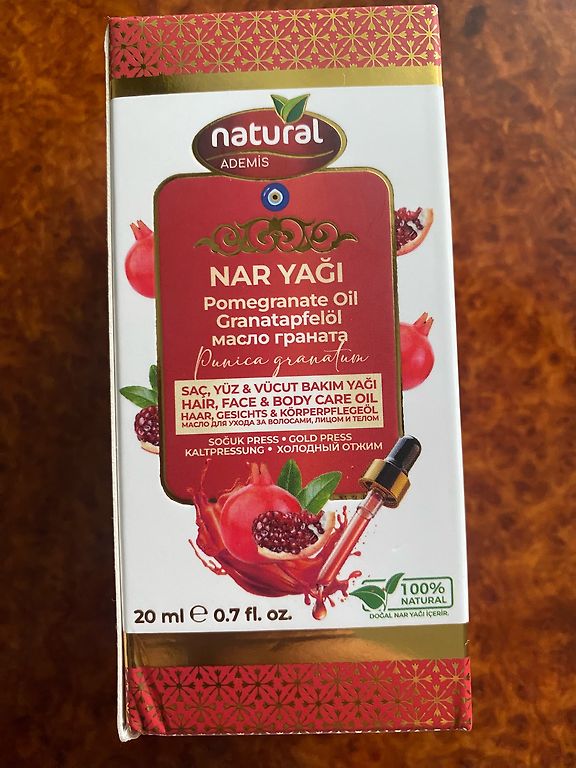 natural
ADEMİS
NAR YAĞI
Pomegranate Oil
Granatapfelöl
масло граната
Punica granatum
SAÇ, YÜZ & VÜCUT BAKIM YAĞI
HAIR, FACE & BODY CARE OIL
HAAR, GESICHTS & KÖRPERPFLEGEÖL
МАСЛО ДЛЯ УХОДА ЗА ВОЛОСАМИ, ЛИЦОМ И ТЕЛОМ
SOĞUK PRESS • GOLD PRESS
KALTPRESSUNG • ХОЛОДНЫЙ ОТЖИМ
100%
NATURAL
DOĞAL NAR YAĞI İÇERİR.
20 ml ℮ 0.7 fl. oz.